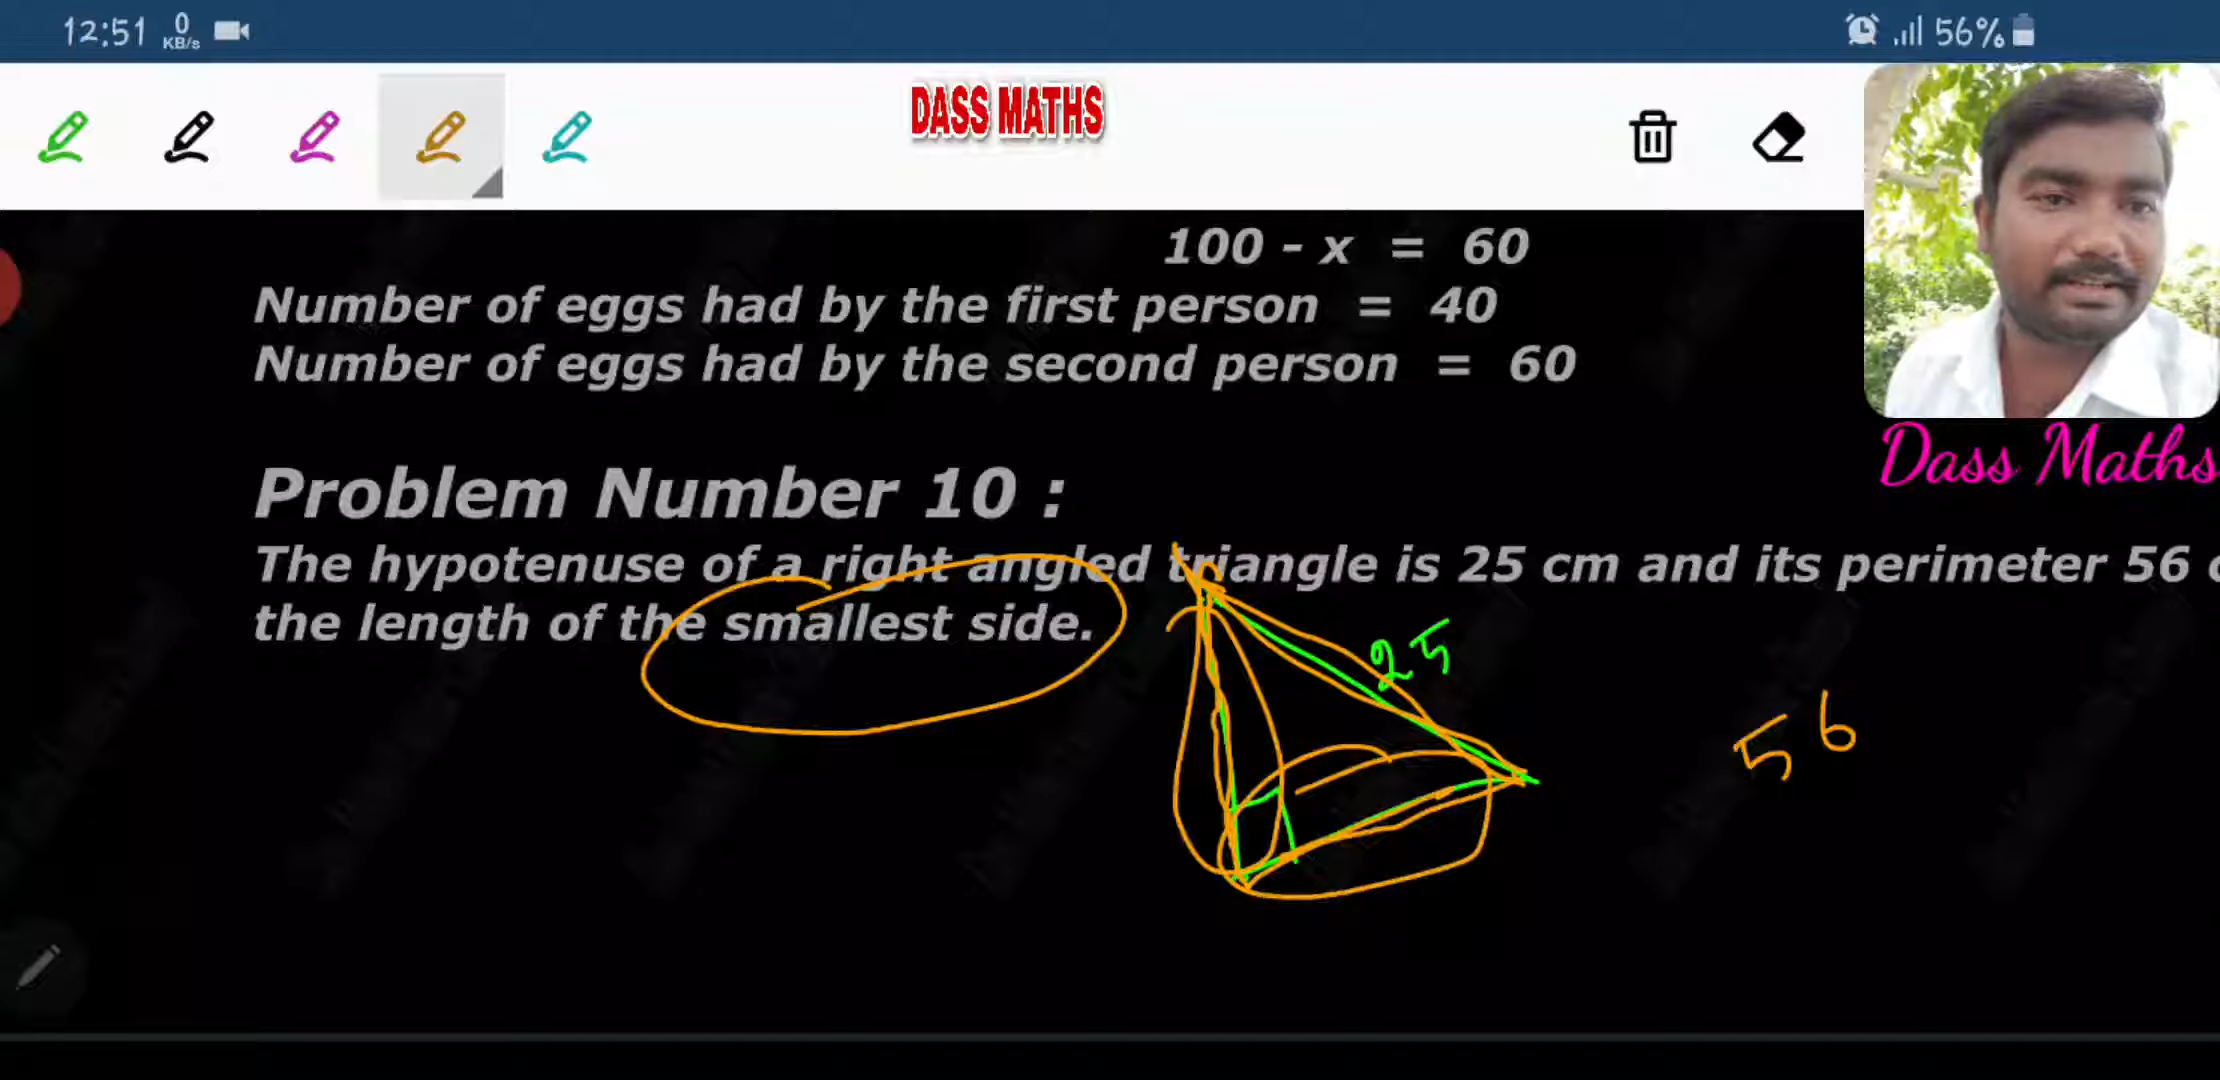 12:51 0 KB/s 56%
DASS MATHS
100 - x = 60
Number of eggs had by the first person = 40
Number of eggs had by the second person = 60
Dass Maths
Problem Number 10 :
The hypotenuse of a right angled triangle is 25 cm and its perimeter 56
the length of the smallest side.
25
56